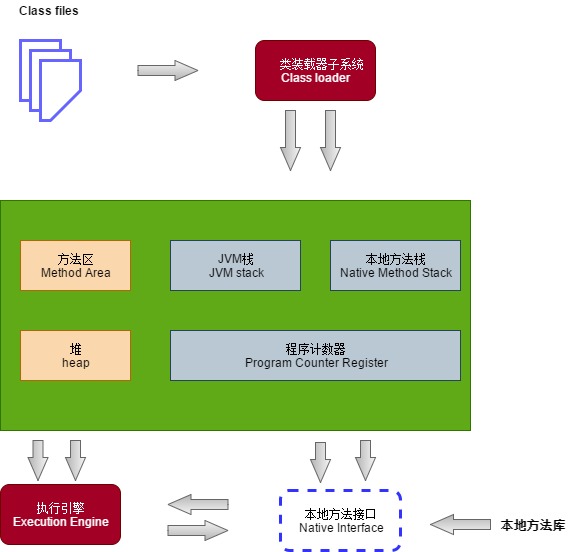 Class files
类装载器子系统
Class loader
方法区
Method Area
JVM栈
JVM stack
本地方法栈
Native Method Stack
堆
heap
程序计数器
Program Counter Register
执行引擎
Execution Engine
本地方法接口
Native Interface
本地方法库